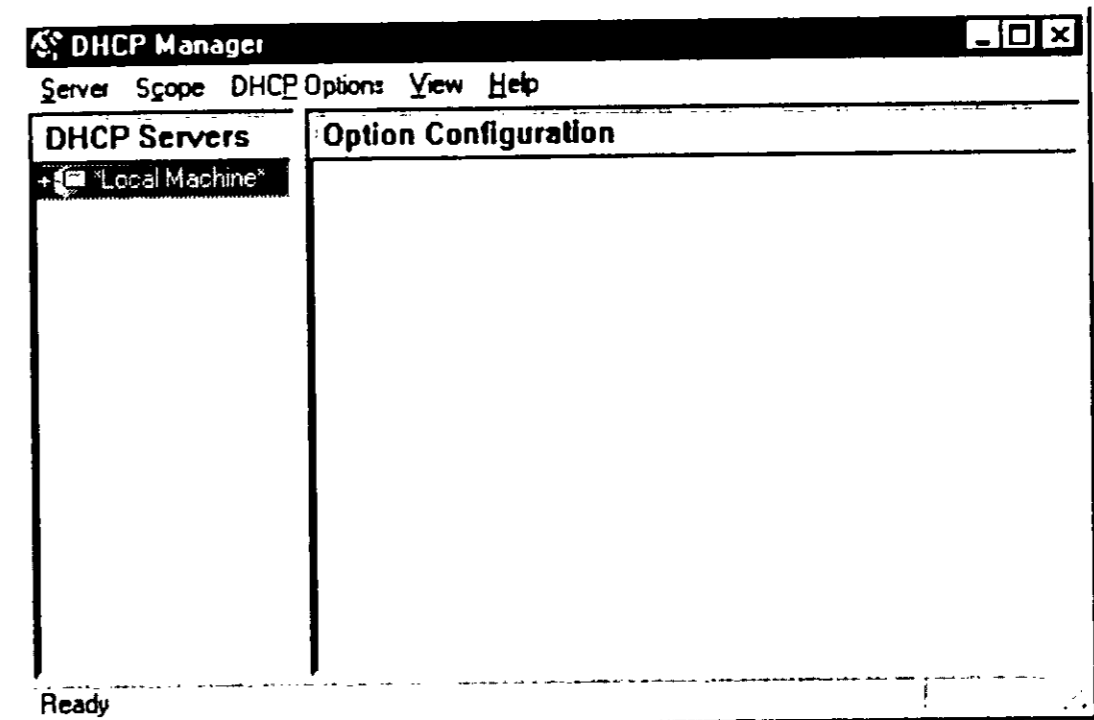 DHCP Manager
Server Scope DHCP Options View Help
DHCP Servers Option Configuration
+ *Local Machine*
Ready